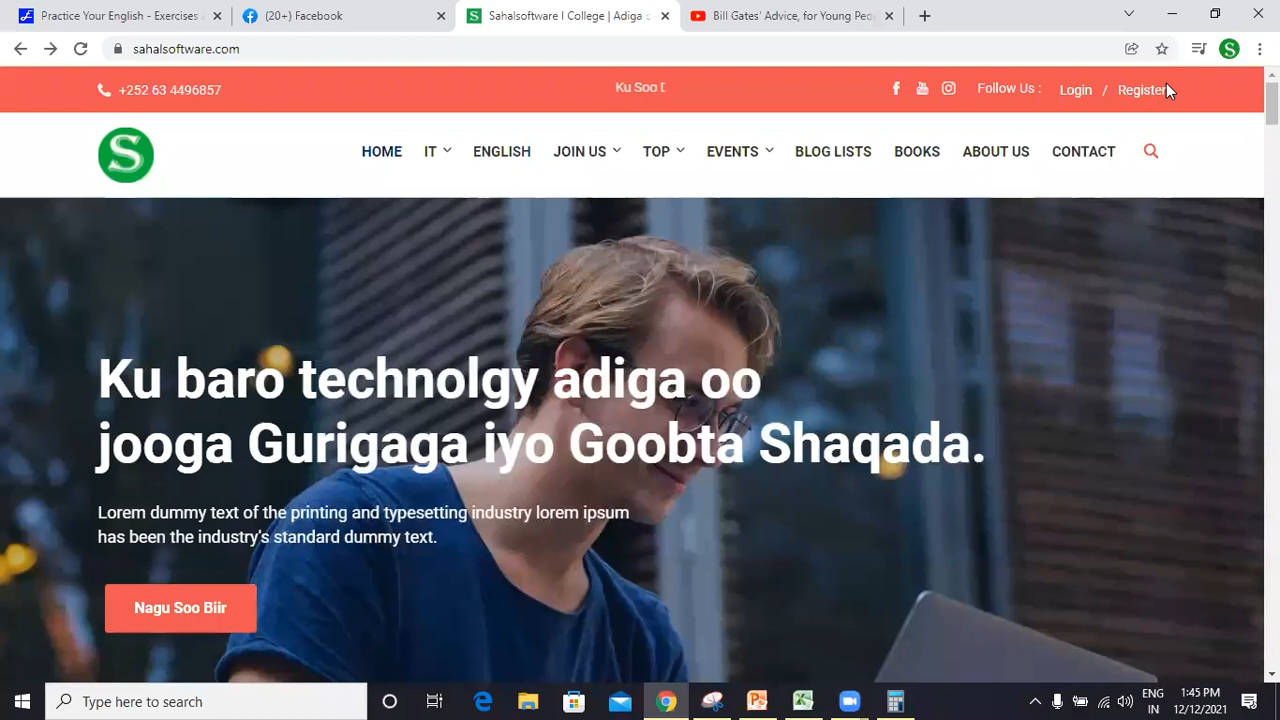 Practice Your English - Exercises a
(20+) Facebook
Sahalsoftware I College | Adiga o
Bill Gates' Advice, for Young Peo
sahalsoftware.com
+252 63 4496857
Ku Soo
Follow Us :
Login / Register
S
HOME IT ENGLISH JOIN US TOP EVENTS BLOG LISTS BOOKS ABOUT US CONTACT
Ku baro technolgy adiga oo
jooga Gurigaga iyo Goobta Shaqada.
Lorem dummy text of the printing and typesetting industry lorem ipsum
has been the industry's standard dummy text.
Nagu Soo Biir
Type here to search
ENG
IN
1:45 PM
12/12/2021